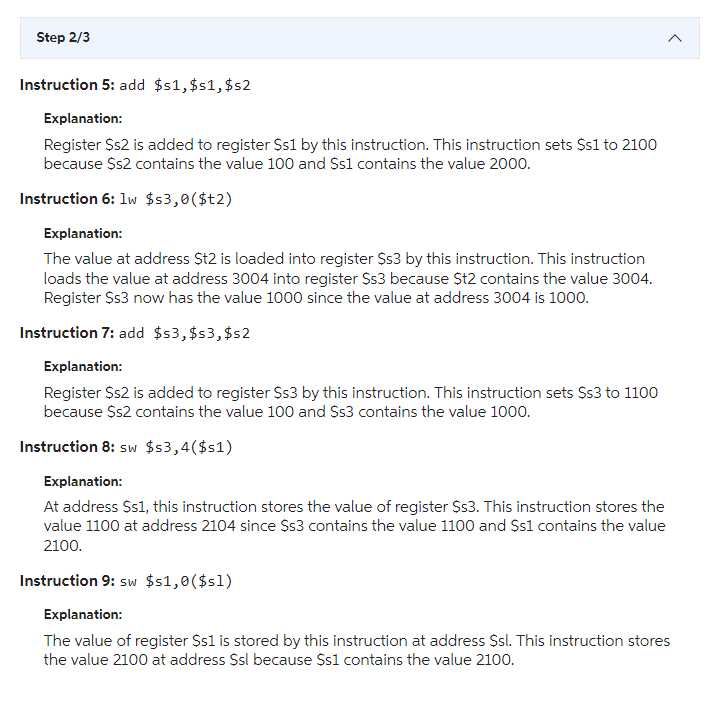 Step 2/3
Instruction 5: add $s1,$s1,$s2
Explanation:
Register $s2 is added to register $s1 by this instruction. This instruction sets $s1 to 2100
because $s2 contains the value 100 and $s1 contains the value 2000.
Instruction 6: lw $s3,0($t2)
Explanation:
The value at address $t2 is loaded into register $s3 by this instruction. This instruction
loads the value at address 3004 into register $s3 because $t2 contains the value 3004.
Register $s3 now has the value 1000 since the value at address 3004 is 1000.
Instruction 7: add $s3,$s3,$s2
Explanation:
Register $s2 is added to register $s3 by this instruction. This instruction sets $s3 to 1100
because $s2 contains the value 100 and $s3 contains the value 1000.
Instruction 8: sw $s3,4($s1)
Explanation:
At address $s1, this instruction stores the value of register $s3. This instruction stores the
value 1100 at address 2104 since $s3 contains the value 1100 and $s1 contains the value
2100.
Instruction 9: sw $s1,0($sl)
Explanation:
The value of register $s1 is stored by this instruction at address $sl. This instruction stores
the value 2100 at address $sl because $s1 contains the value 2100.